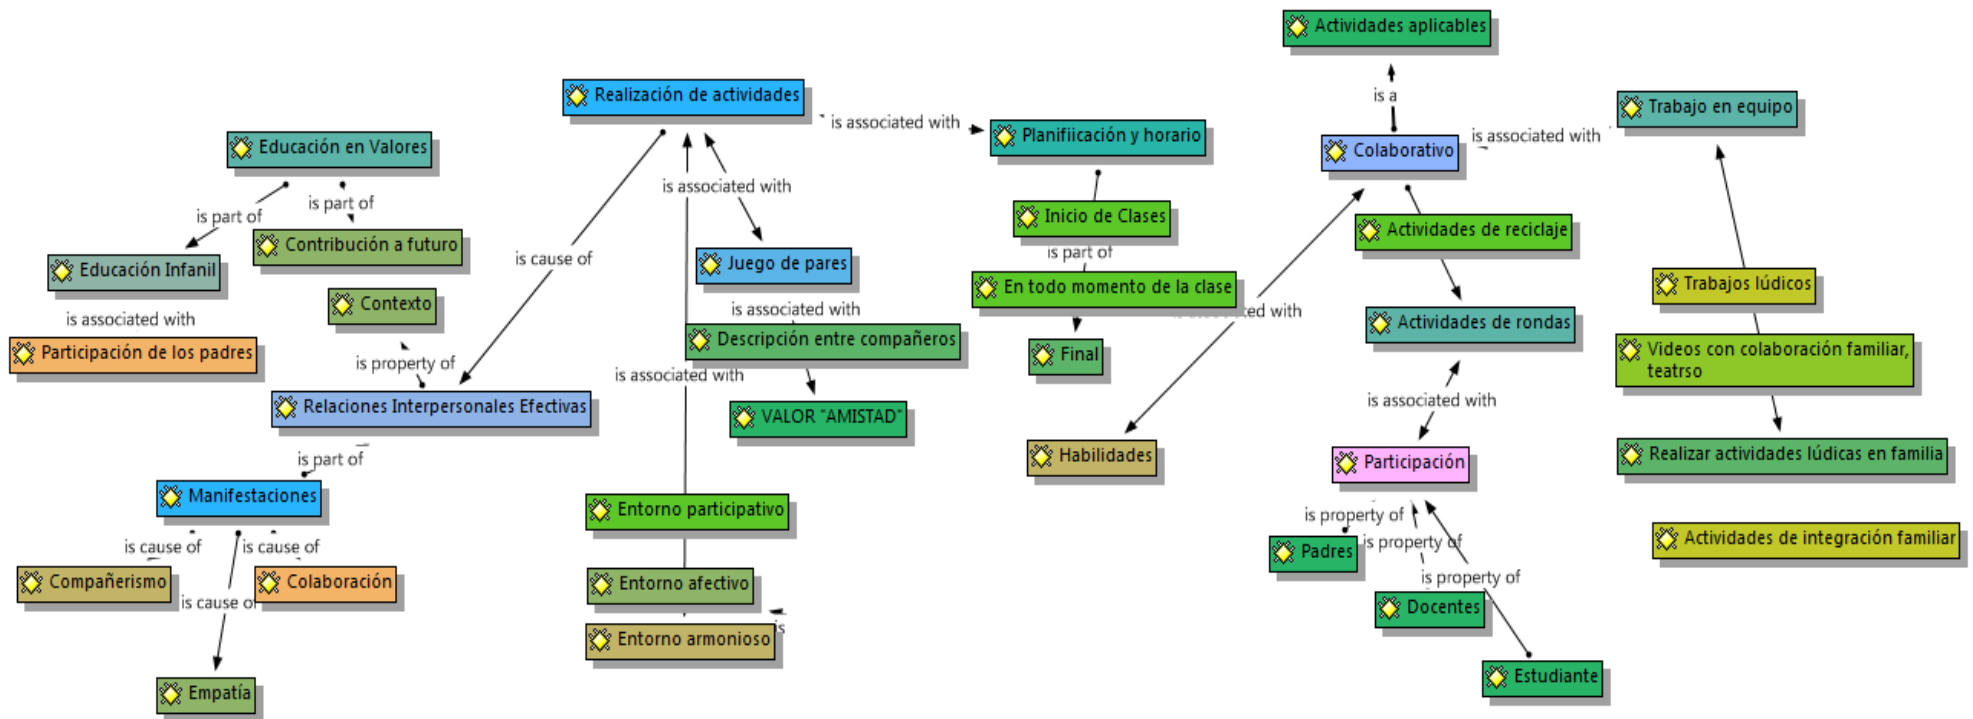 Actividades aplicables
Realización de actividades
is a
Trabajo en equipo
is associated with
Planifiicación y horario
Educación en Valores
Colaborativo
is associated with
is associated with
is part of
is part of
Inicio de Clases
Actividades de reciclaje
Contribución a futuro
is part of
is cause of
Juego de pares
Educación Infanil
En todo momento de la clase
Trabajos lúdicos
Contexto
is associated with
is associated with
Actividades de rondas
is associated with
Descripción entre compañeros
Participación de los padres
Final
Videos con colaboración familiar,
teatrso
is property of
is associated with
Relaciones Interpersonales Efectivas
VALOR "AMISTAD"
is associated with
Habilidades
Participación
Realizar actividades lúdicas en familia
is part of
Manifestaciones
Entorno participativo
is property of
is property of
Padres
Actividades de integración familiar
is cause of
is cause of
Compañerismo
Colaboración
Entorno afectivo
is property of
is cause of
Docentes
Entorno armonioso
is
Estudiante
Empatía